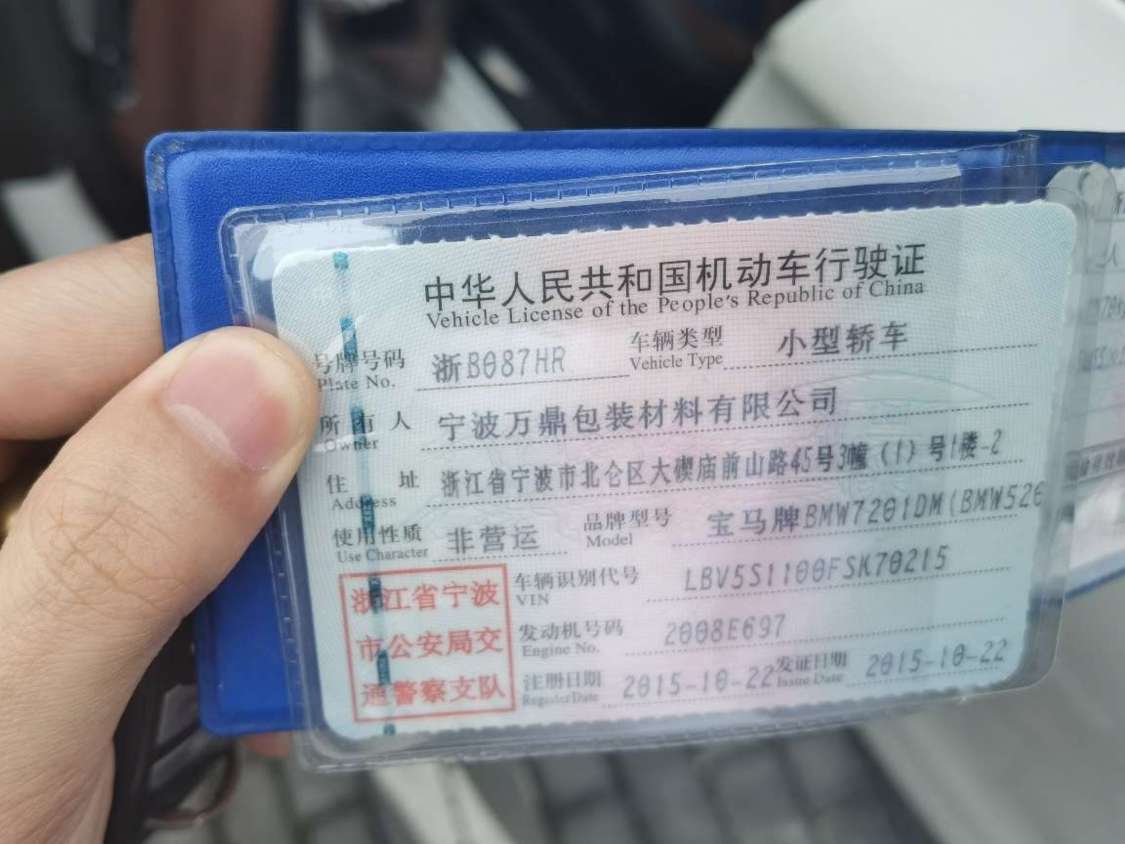 中华人民共和国机动车行驶证
Vehicle License of the People's Republic of China
号牌号码 浙B087HR 车辆类型 小型轿车
Plate No. Vehicle Type
所有人 宁波万鼎包装材料有限公司
Owner
住址 浙江省宁波市北仑区大碶庙前山路45号3幢(1)号1楼-2
Address
使用性质 非营运 品牌型号 宝马牌BMW7201DM(BMW526
Use Character Model
浙江省宁波
市公安局交
通警察支队
车辆识别代号 LBV5S1100FSK70215
VIN
发动机号码 2008E697
Engine No.
注册日期 2015-10-22 发证日期 2015-10-22
Register Date Issue Date